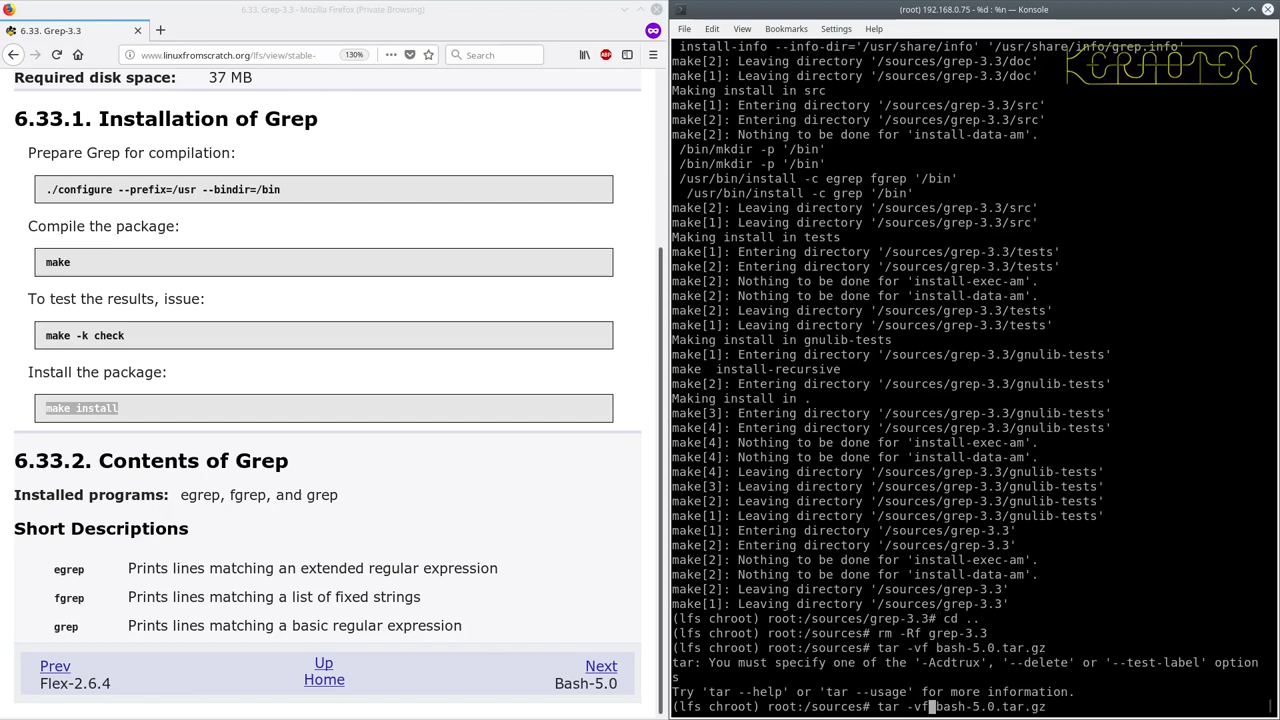 6.33. Grep-3.3 - Mozilla Firefox (Private Browsing)
6.33. Grep-3.3
www.linuxfromscratch.org/lfs/view/stable-
130%
Search
Required disk space: 37 MB
6.33.1. Installation of Grep
Prepare Grep for compilation:
./configure --prefix=/usr --bindir=/bin
Compile the package:
make
To test the results, issue:
make -k check
Install the package:
make install
6.33.2. Contents of Grep
Installed programs: egrep, fgrep, and grep
Short Descriptions
egrep Prints lines matching an extended regular expression
fgrep Prints lines matching a list of fixed strings
grep Prints lines matching a basic regular expression
Prev Up Next
Flex-2.6.4 Home Bash-5.0
(root) 192.168.0.75 - %d : %n — Konsole
File Edit View Bookmarks Settings Help
KERNOTEX
install-info --info-dir='/usr/share/info' '/usr/share/info/grep.info'
make[2]: Leaving directory '/sources/grep-3.3/doc'
make[1]: Leaving directory '/sources/grep-3.3/doc'
Making install in src
make[1]: Entering directory '/sources/grep-3.3/src'
make[2]: Entering directory '/sources/grep-3.3/src'
make[2]: Nothing to be done for 'install-data-am'.
/bin/mkdir -p '/bin'
/bin/mkdir -p '/bin'
/usr/bin/install -c egrep fgrep '/bin'
/usr/bin/install -c grep '/bin'
make[2]: Leaving directory '/sources/grep-3.3/src'
make[1]: Leaving directory '/sources/grep-3.3/src'
Making install in tests
make[1]: Entering directory '/sources/grep-3.3/tests'
make[2]: Entering directory '/sources/grep-3.3/tests'
make[2]: Nothing to be done for 'install-exec-am'.
make[2]: Nothing to be done for 'install-data-am'.
make[2]: Leaving directory '/sources/grep-3.3/tests'
make[1]: Leaving directory '/sources/grep-3.3/tests'
Making install in gnulib-tests
make[1]: Entering directory '/sources/grep-3.3/gnulib-tests'
make  install-recursive
make[2]: Entering directory '/sources/grep-3.3/gnulib-tests'
Making install in .
make[3]: Entering directory '/sources/grep-3.3/gnulib-tests'
make[4]: Entering directory '/sources/grep-3.3/gnulib-tests'
make[4]: Nothing to be done for 'install-exec-am'.
make[4]: Nothing to be done for 'install-data-am'.
make[4]: Leaving directory '/sources/grep-3.3/gnulib-tests'
make[3]: Leaving directory '/sources/grep-3.3/gnulib-tests'
make[2]: Leaving directory '/sources/grep-3.3/gnulib-tests'
make[1]: Leaving directory '/sources/grep-3.3/gnulib-tests'
make[1]: Entering directory '/sources/grep-3.3'
make[2]: Entering directory '/sources/grep-3.3'
make[2]: Nothing to be done for 'install-exec-am'.
make[2]: Nothing to be done for 'install-data-am'.
make[2]: Leaving directory '/sources/grep-3.3'
make[1]: Leaving directory '/sources/grep-3.3'
(lfs chroot) root:/sources/grep-3.3# cd ..
(lfs chroot) root:/sources# rm -Rf grep-3.3
(lfs chroot) root:/sources# tar -vf bash-5.0.tar.gz
tar: You must specify one of the '-Acdtrux', '--delete' or '--test-label' option
s
Try 'tar --help' or 'tar --usage' for more information.
(lfs chroot) root:/sources# tar -vf bash-5.0.tar.gz